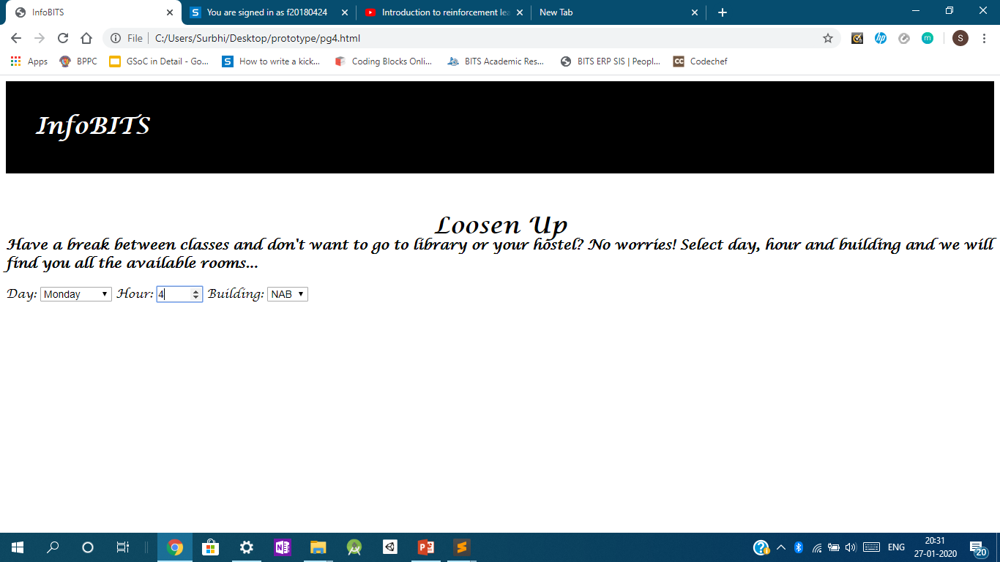 InfoBITS
You are signed in as f20180424
Introduction to reinforcement lea
New Tab
File
C:/Users/Surbhi/Desktop/prototype/pg4.html
S
Apps
BPPC
GSoC in Detail - Go...
How to write a kick...
Coding Blocks Onli...
BITS Academic Res...
BITS ERP SIS | Peopl...
Codechef
InfoBITS
Loosen Up
Have a break between classes and don't want to go to library or your hostel? No worries! Select day, hour and building and we will
find you all the available rooms...
Day: Monday Hour: 4 Building: NAB
ENG
20:31
27-01-2020
20